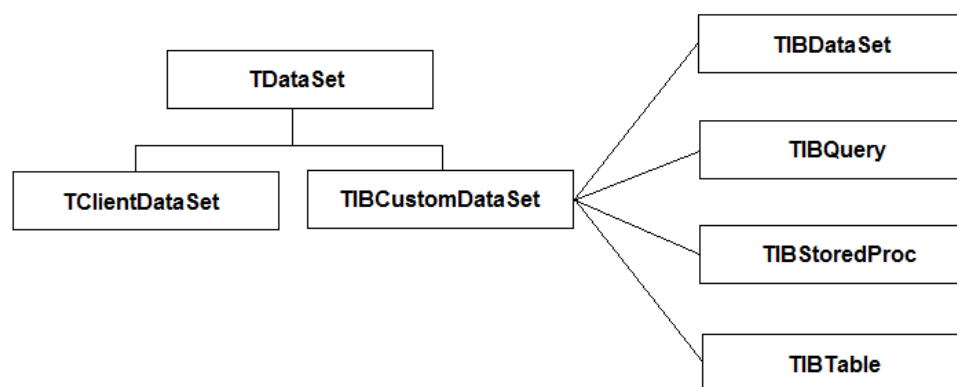 TDataSet
TClientDataSet
TIBCustomDataSet
TIBDataSet
TIBQuery
TIBStoredProc
TIBTable